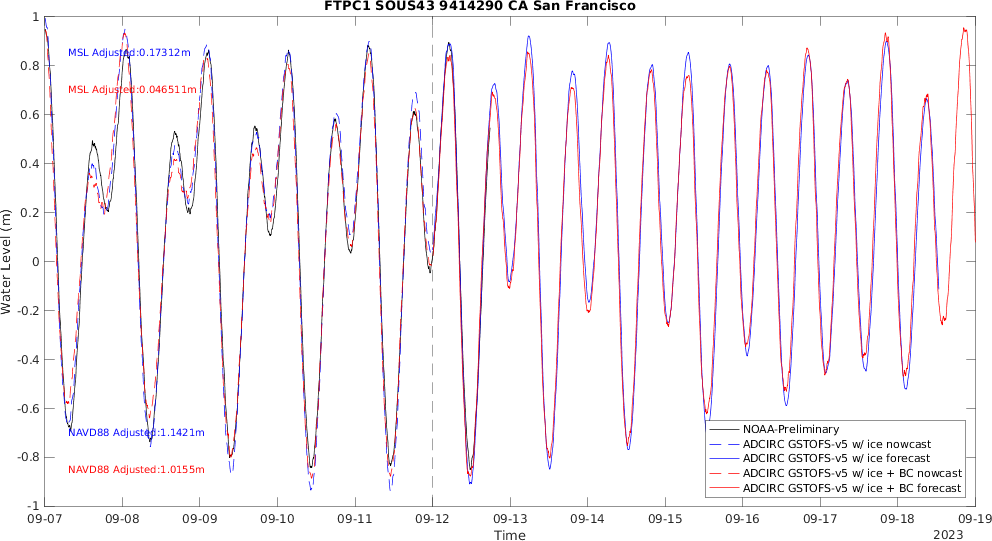 FTPC1 SOUS43 9414290 CA San Francisco
1
0.8
0.6
0.4
0.2
0
-0.2
-0.4
-0.6
-0.8
-1
Water Level (m)
MSL Adjusted:0.17312m
MSL Adjusted:0.046511m
NAVD88 Adjusted:1.1421m
NAVD88 Adjusted:1.0155m
NOAA-Preliminary
ADCIRC GSTOFS-v5 w/ ice nowcast
ADCIRC GSTOFS-v5 w/ ice forecast
ADCIRC GSTOFS-v5 w/ ice + BC nowcast
ADCIRC GSTOFS-v5 w/ ice + BC forecast
09-07 09-08 09-09 09-10 09-11 09-12 09-13 09-14 09-15 09-16 09-17 09-18 09-19
Time
2023